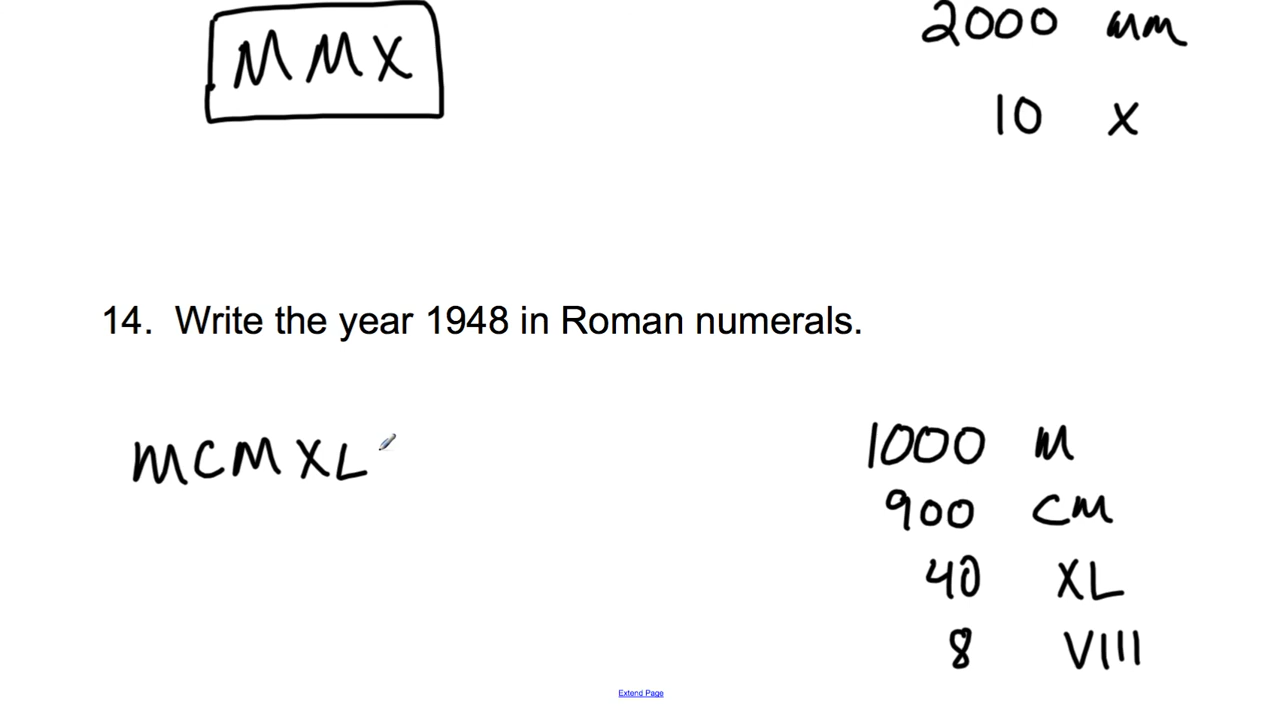 MMX
2000 MM
10 X
14. Write the year 1948 in Roman numerals.
MCMXL
1000 M
900 CM
40 XL
8 VIII
Extend Page